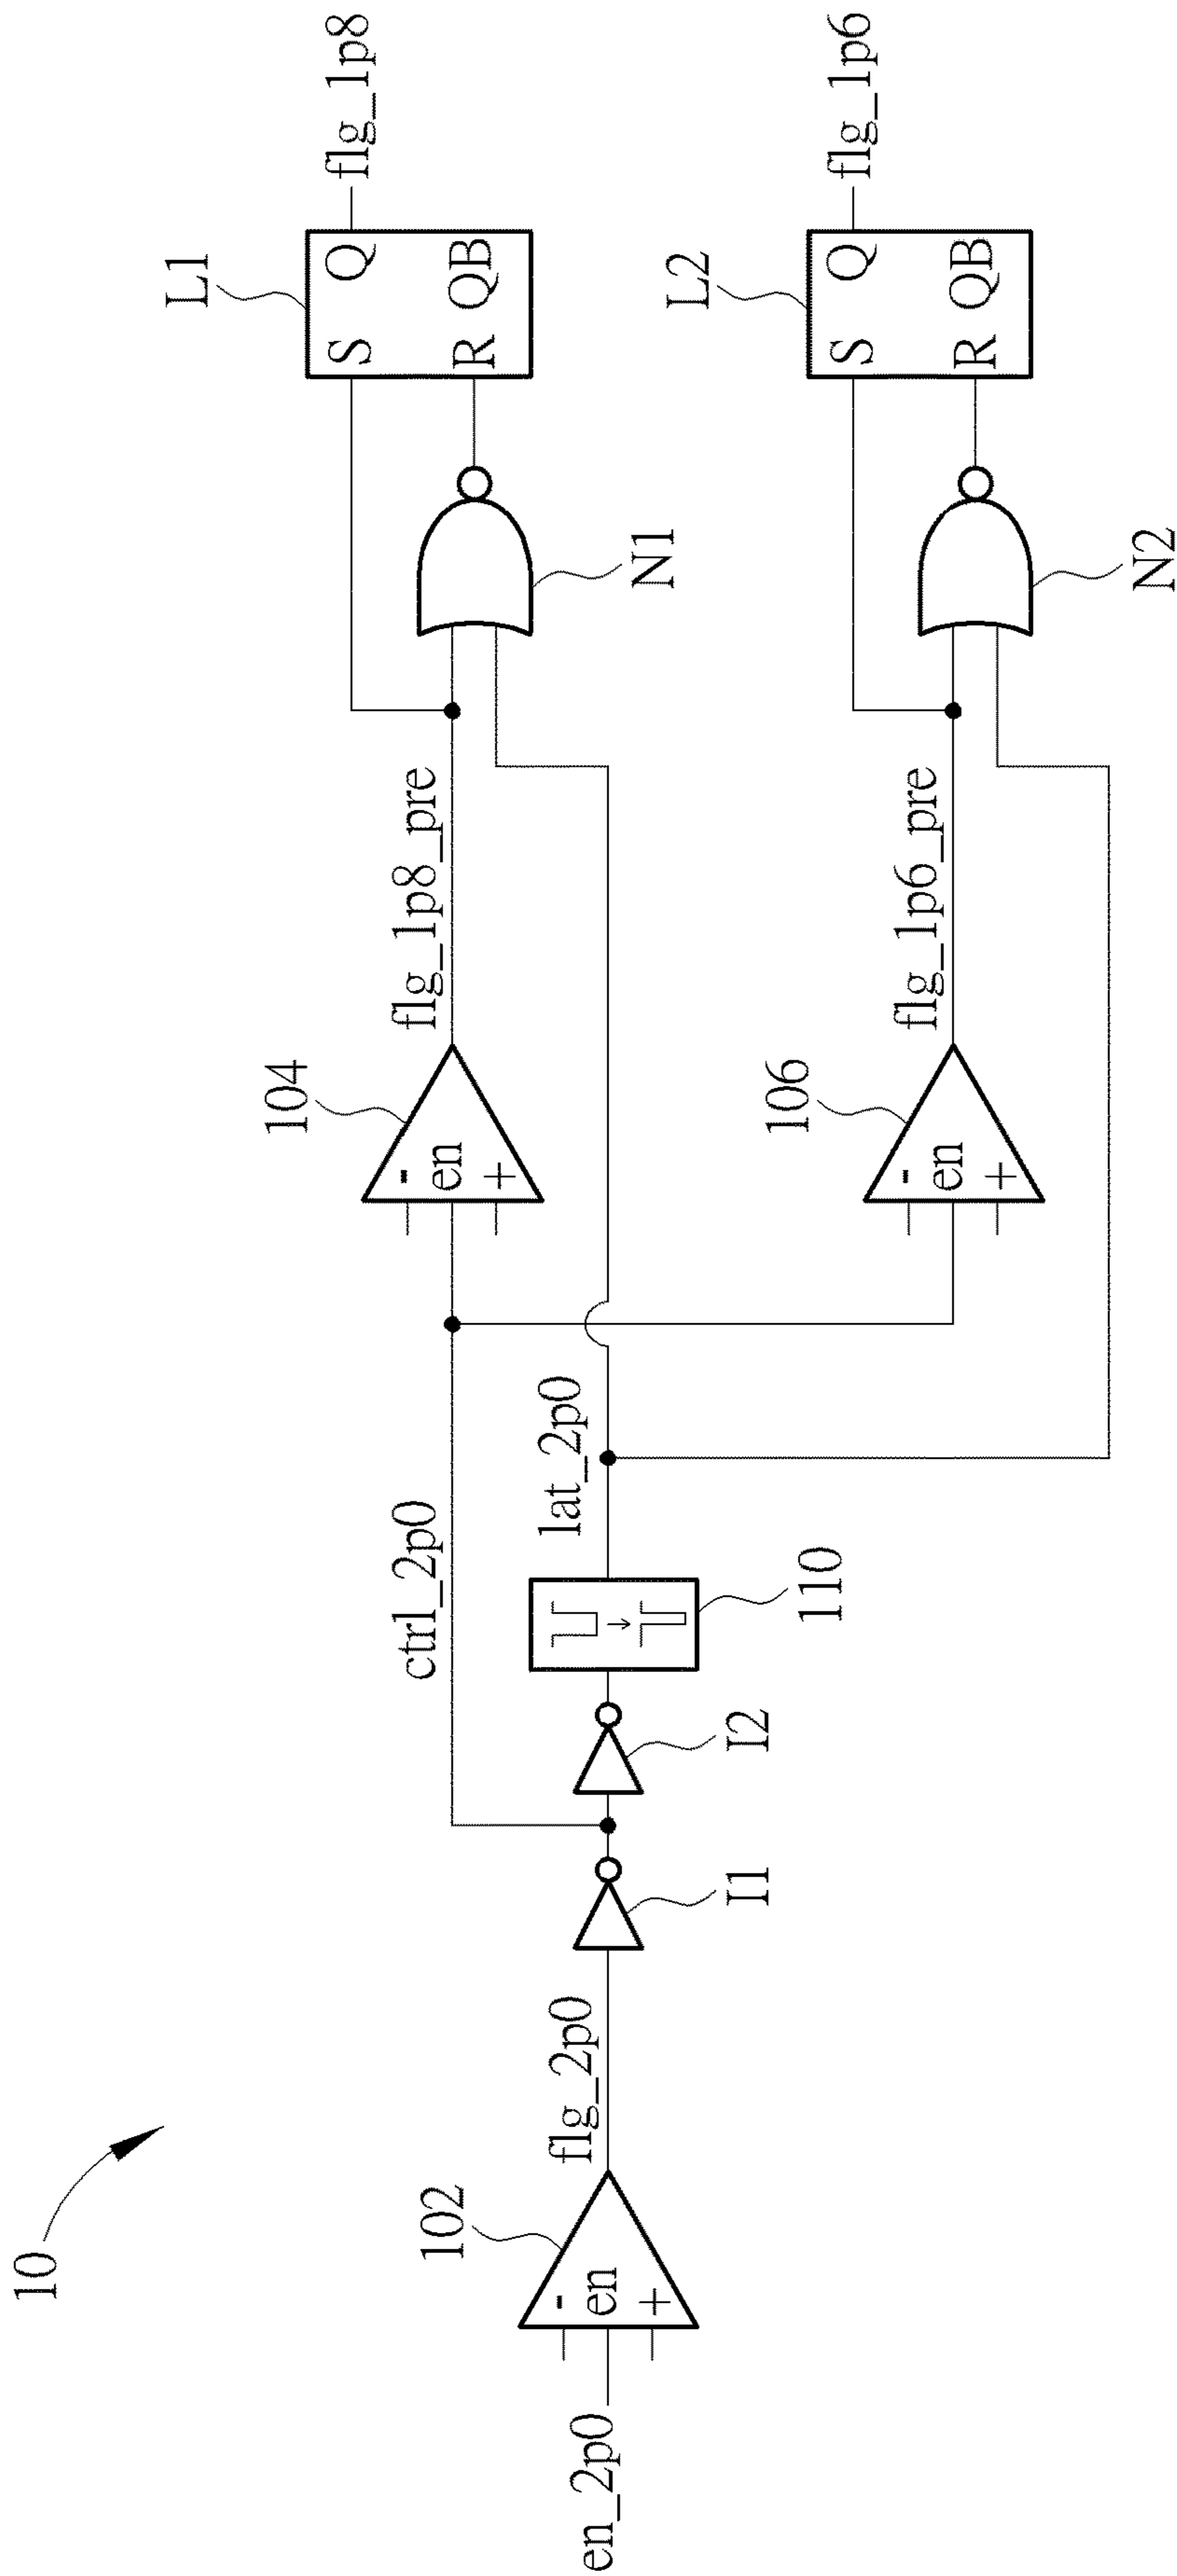 10
en_2p0
102
-
en
+
flg_2p0
I1
I2
ctrl_2p0
110
lat_2p0
104
-
en
+
flg_1p8_pre
N1
L1
S
Q
R
QB
flg_1p8
106
-
en
+
flg_1p6_pre
N2
L2
S
Q
R
QB
flg_1p6